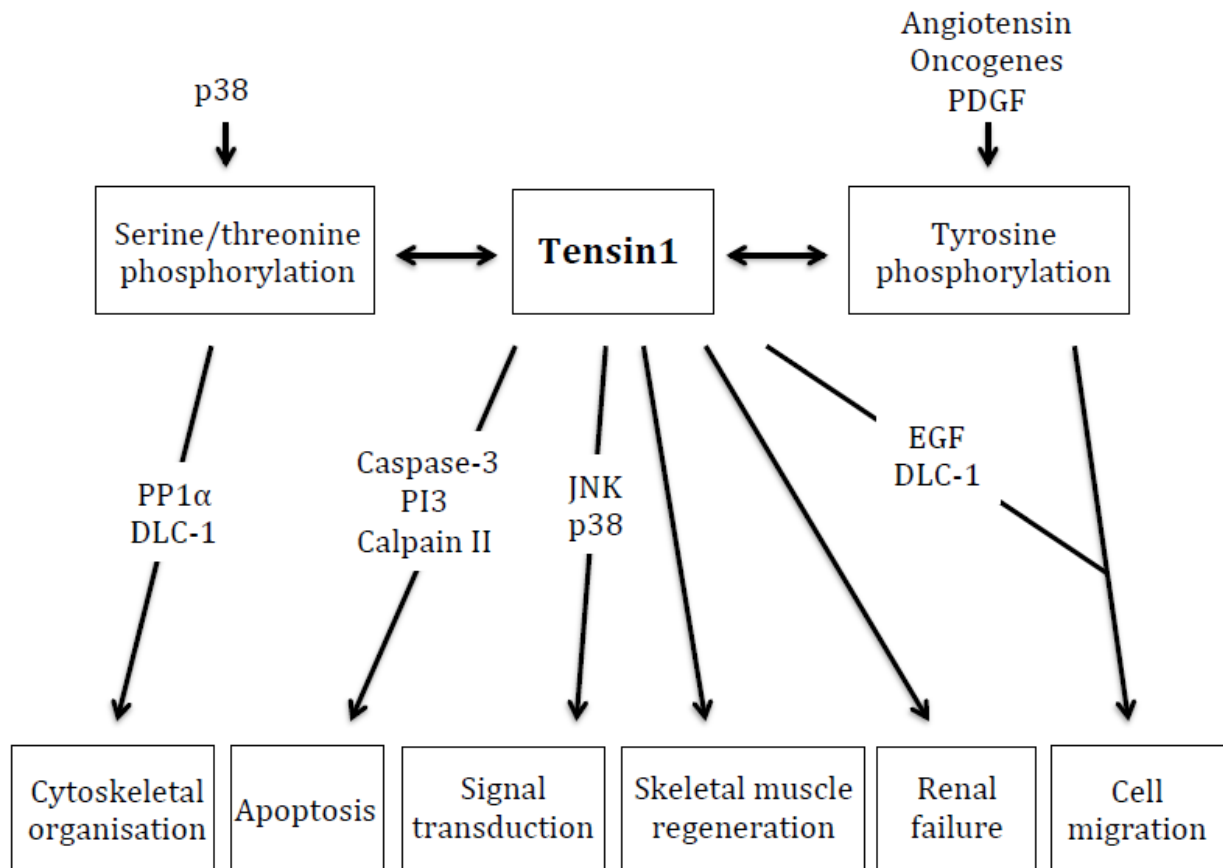 Angiotensin
Oncogenes
PDGF
p38
Serine/threonine
phosphorylation
Tensin1
Tyrosine
phosphorylation
PP1α
DLC-1
Caspase-3
PI3
Calpain II
JNK
p38
EGF
DLC-1
Cytoskeletal
organisation
Apoptosis
Signal
transduction
Skeletal muscle
regeneration
Renal
failure
Cell
migration